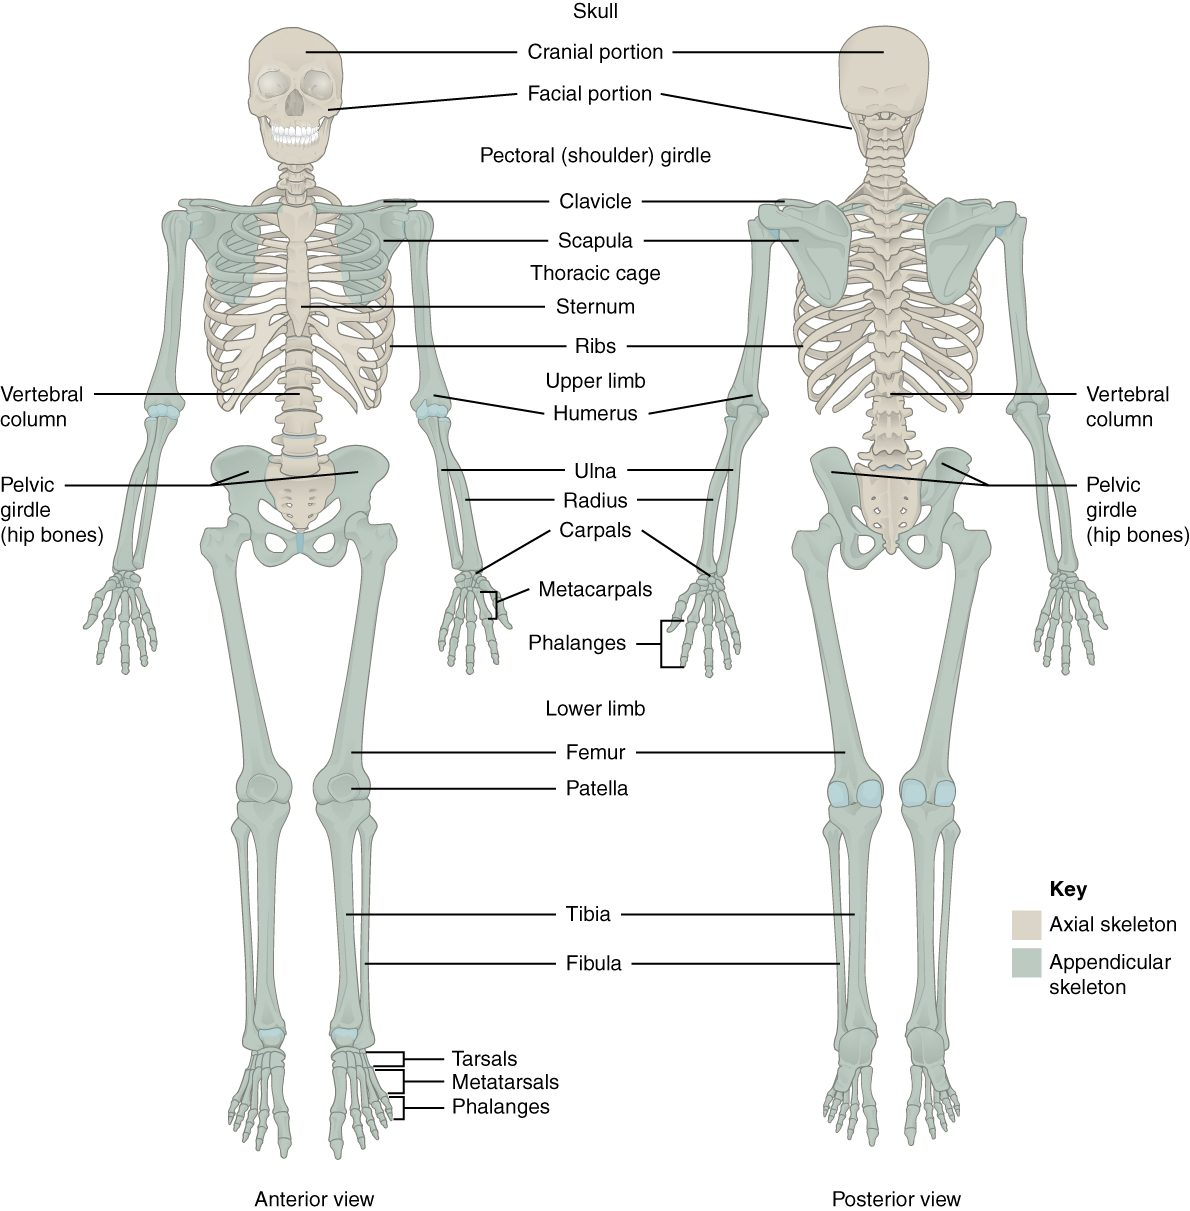 Skull
Cranial portion
Facial portion
Pectoral (shoulder) girdle
Clavicle
Scapula
Thoracic cage
Sternum
Ribs
Upper limb
Humerus
Vertebral
column
Vertebral
column
Ulna
Radius
Pelvic
girdle
(hip bones)
Pelvic
girdle
(hip bones)
Carpals
Metacarpals
Phalanges
Lower limb
Femur
Patella
Tibia
Fibula
Key
Axial skeleton
Appendicular
skeleton
Tarsals
Metatarsals
Phalanges
Anterior view
Posterior view